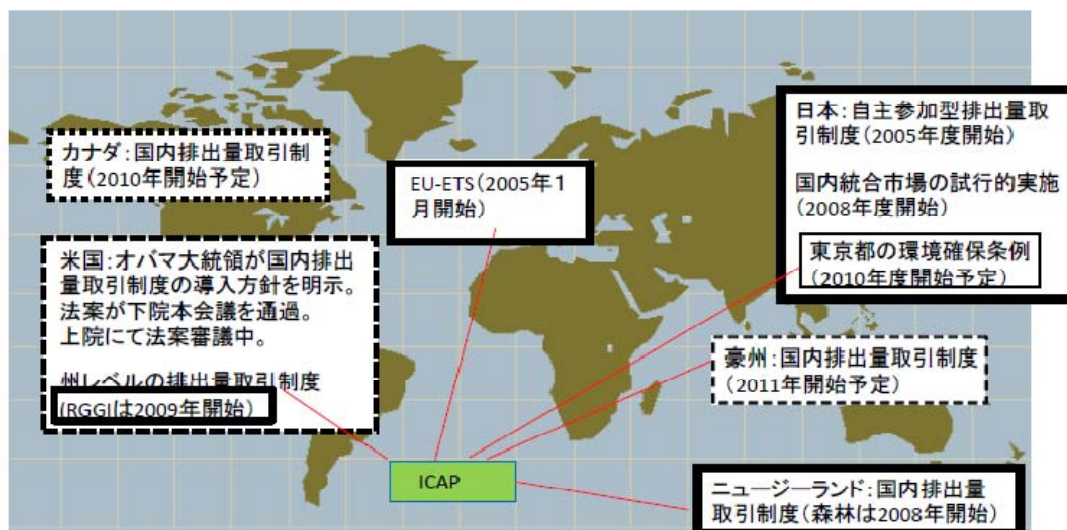 カナダ:国内排出量取引制
度(2010年開始予定)
EU-ETS(2005年1
月開始)
日本:自主参加型排出量取
引制度(2005年度開始)
国内統合市場の試行的実施
(2008年度開始)
東京都の環境確保条例
(2010年度開始予定)
米国:オバマ大統領が国内排出
量取引制度の導入方針を明示。
法案が下院本会議を通過。
上院にて法案審議中。
州レベルの排出量取引制度
(RGGIは2009年開始)
豪州:国内排出量取引制度
(2011年開始予定)
ICAP
ニュージーランド:国内排出量
取引制度(森林は2008年開始)